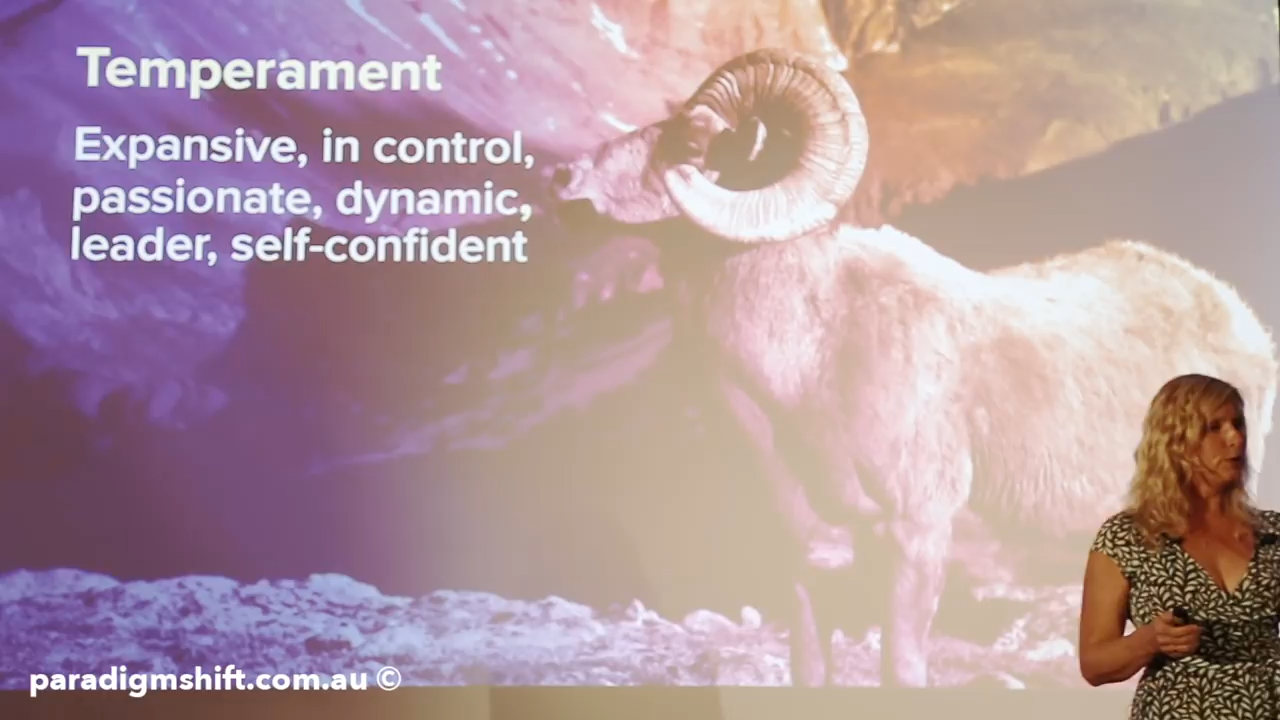 Temperament
Expansive, in control,
passionate, dynamic,
leader, self-confident
paradigmshift.com.au ©